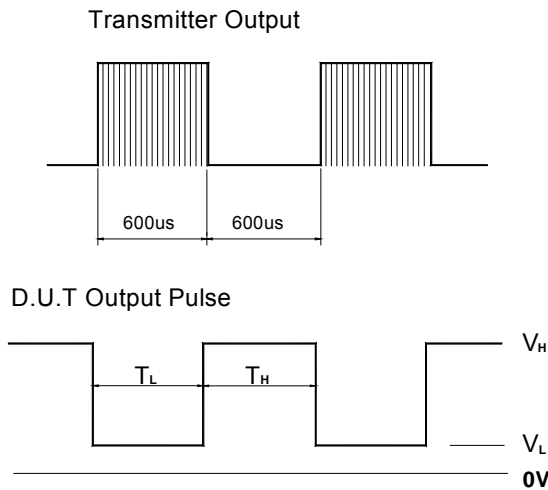 Transmitter Output
600us 600us
D.U.T Output Pulse
VH
TL TH
VL
0V